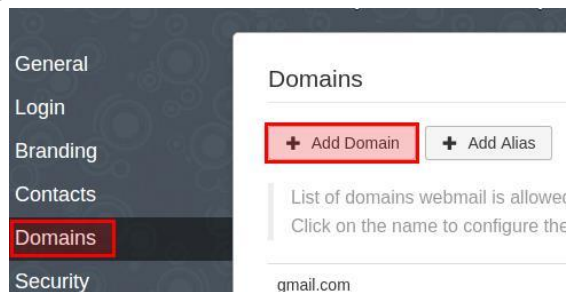 General
Login
Branding
Contacts
Domains
Security
Domains
+ Add Domain
+ Add Alias
List of domains webmail is allowed
Click on the name to configure the
gmail.com